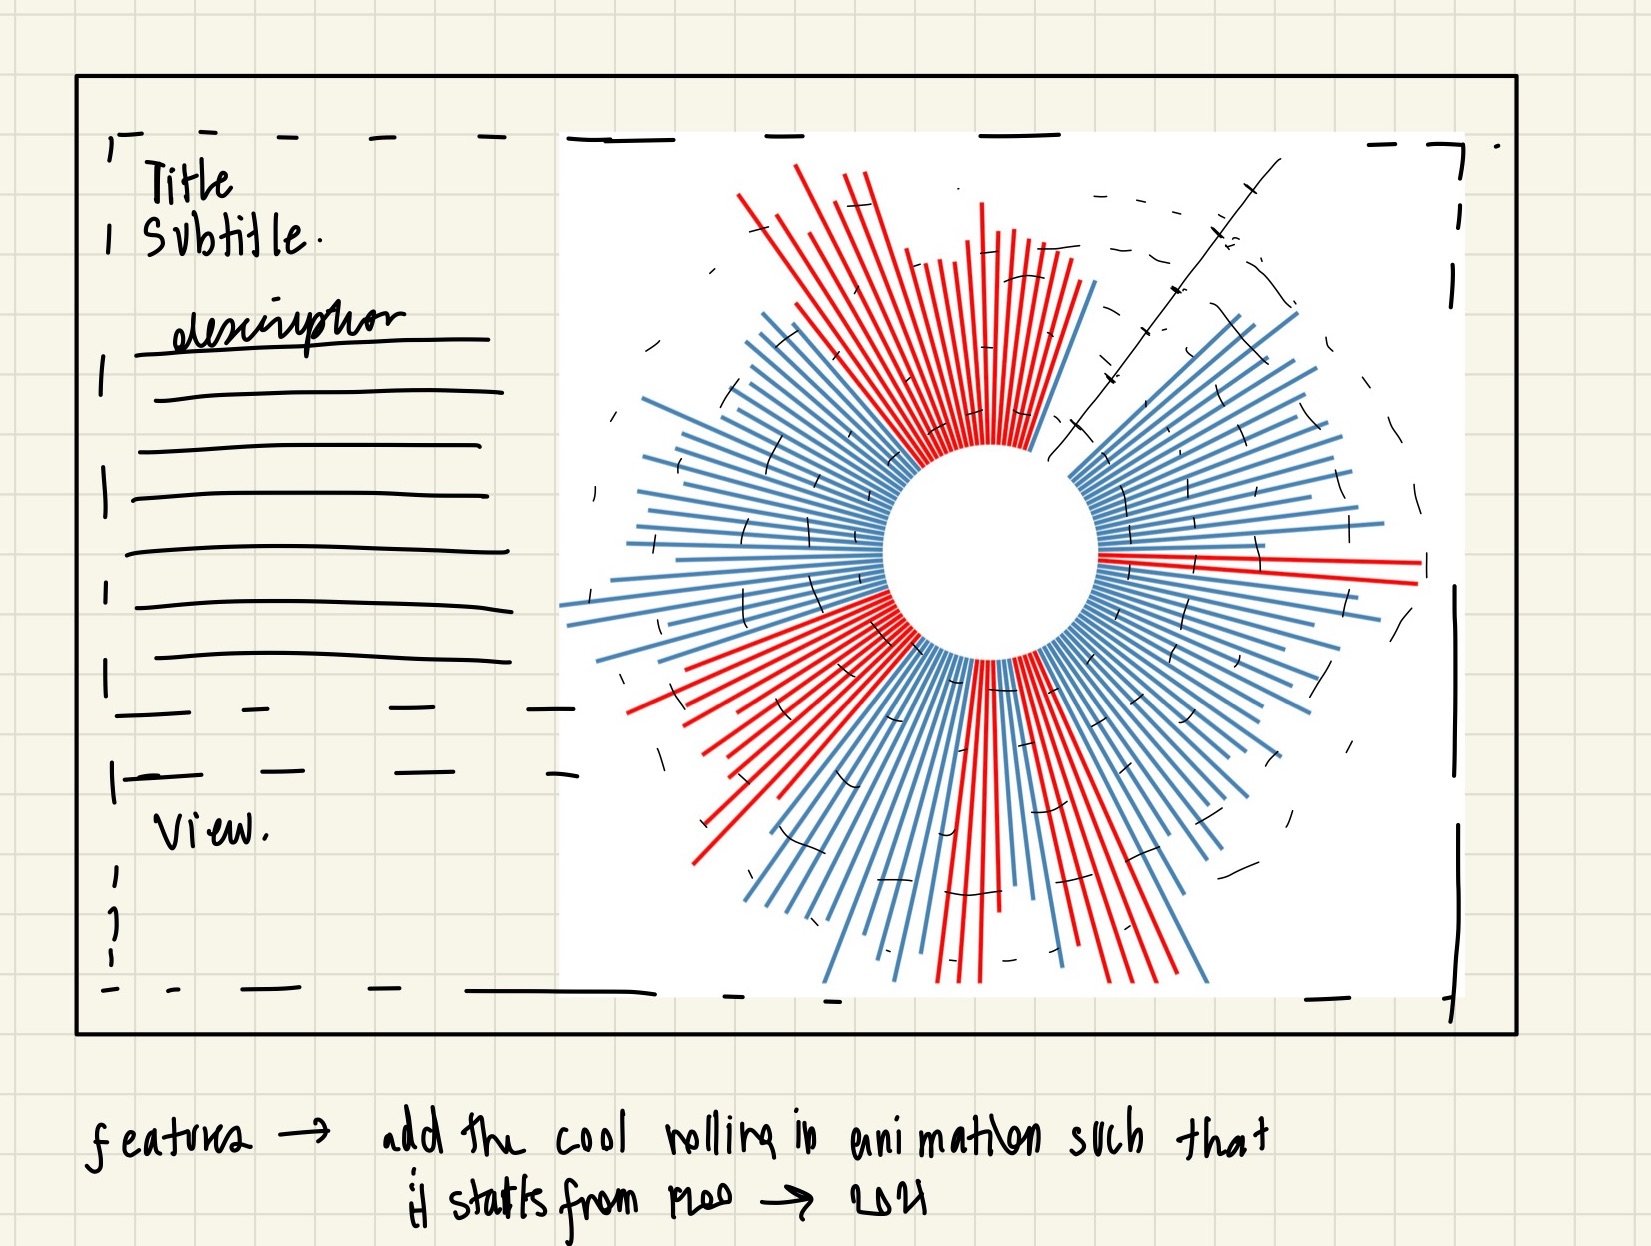 Title
Subtitle.
description
View.
features → add the cool rolling in animation such that
it starts from 1900 → 2021